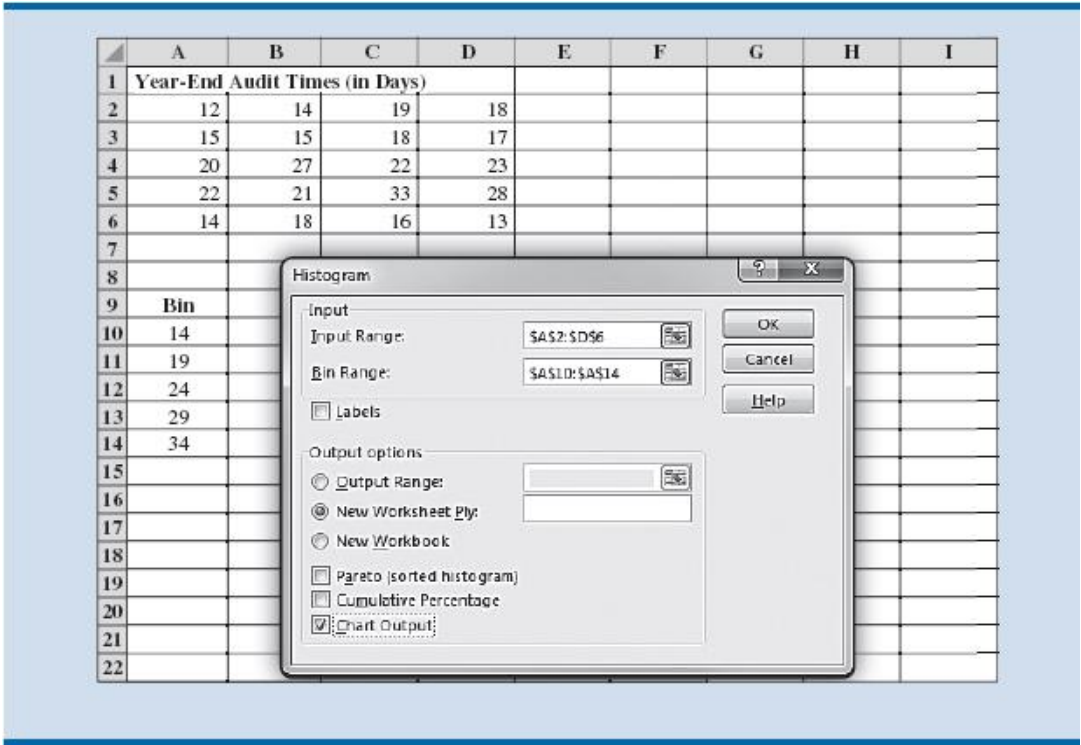 A B C D E F G H I
1 Year-End Audit Times (in Days)
2 12 14 19 18
3 15 15 18 17
4 20 27 22 23
5 22 21 33 28
6 14 18 16 13
7
8
9 Bin
10 14
11 19
12 24
13 29
14 34
15
16
17
18
19
20
21
22
Histogram
? X
Input
Input Range: $A$2:$D$6
Bin Range: $A$10:$A$14
Labels
OK
Cancel
Help
Output options
Output Range:
New Worksheet Ply:
New Workbook
Pareto (sorted histogram)
Cumulative Percentage
Chart Output